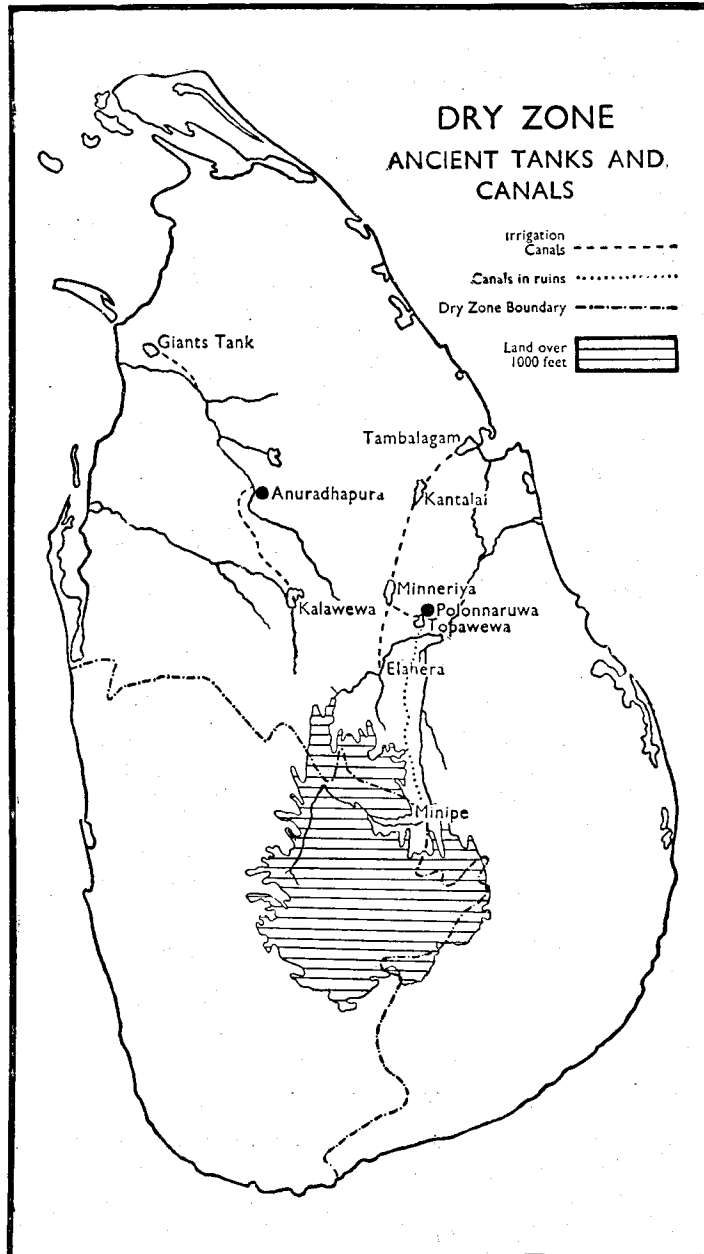 DRY ZONE
ANCIENT TANKS AND
CANALS
Irrigation
Canals
Canals in ruins
Dry Zone Boundary
Land over
1000 feet
Giants Tank
Tambalagam
Anuradhapura
Kantalai
Minneriya
Kalawewa
Polonnaruwa
Topawewa
Elahera
Minipe